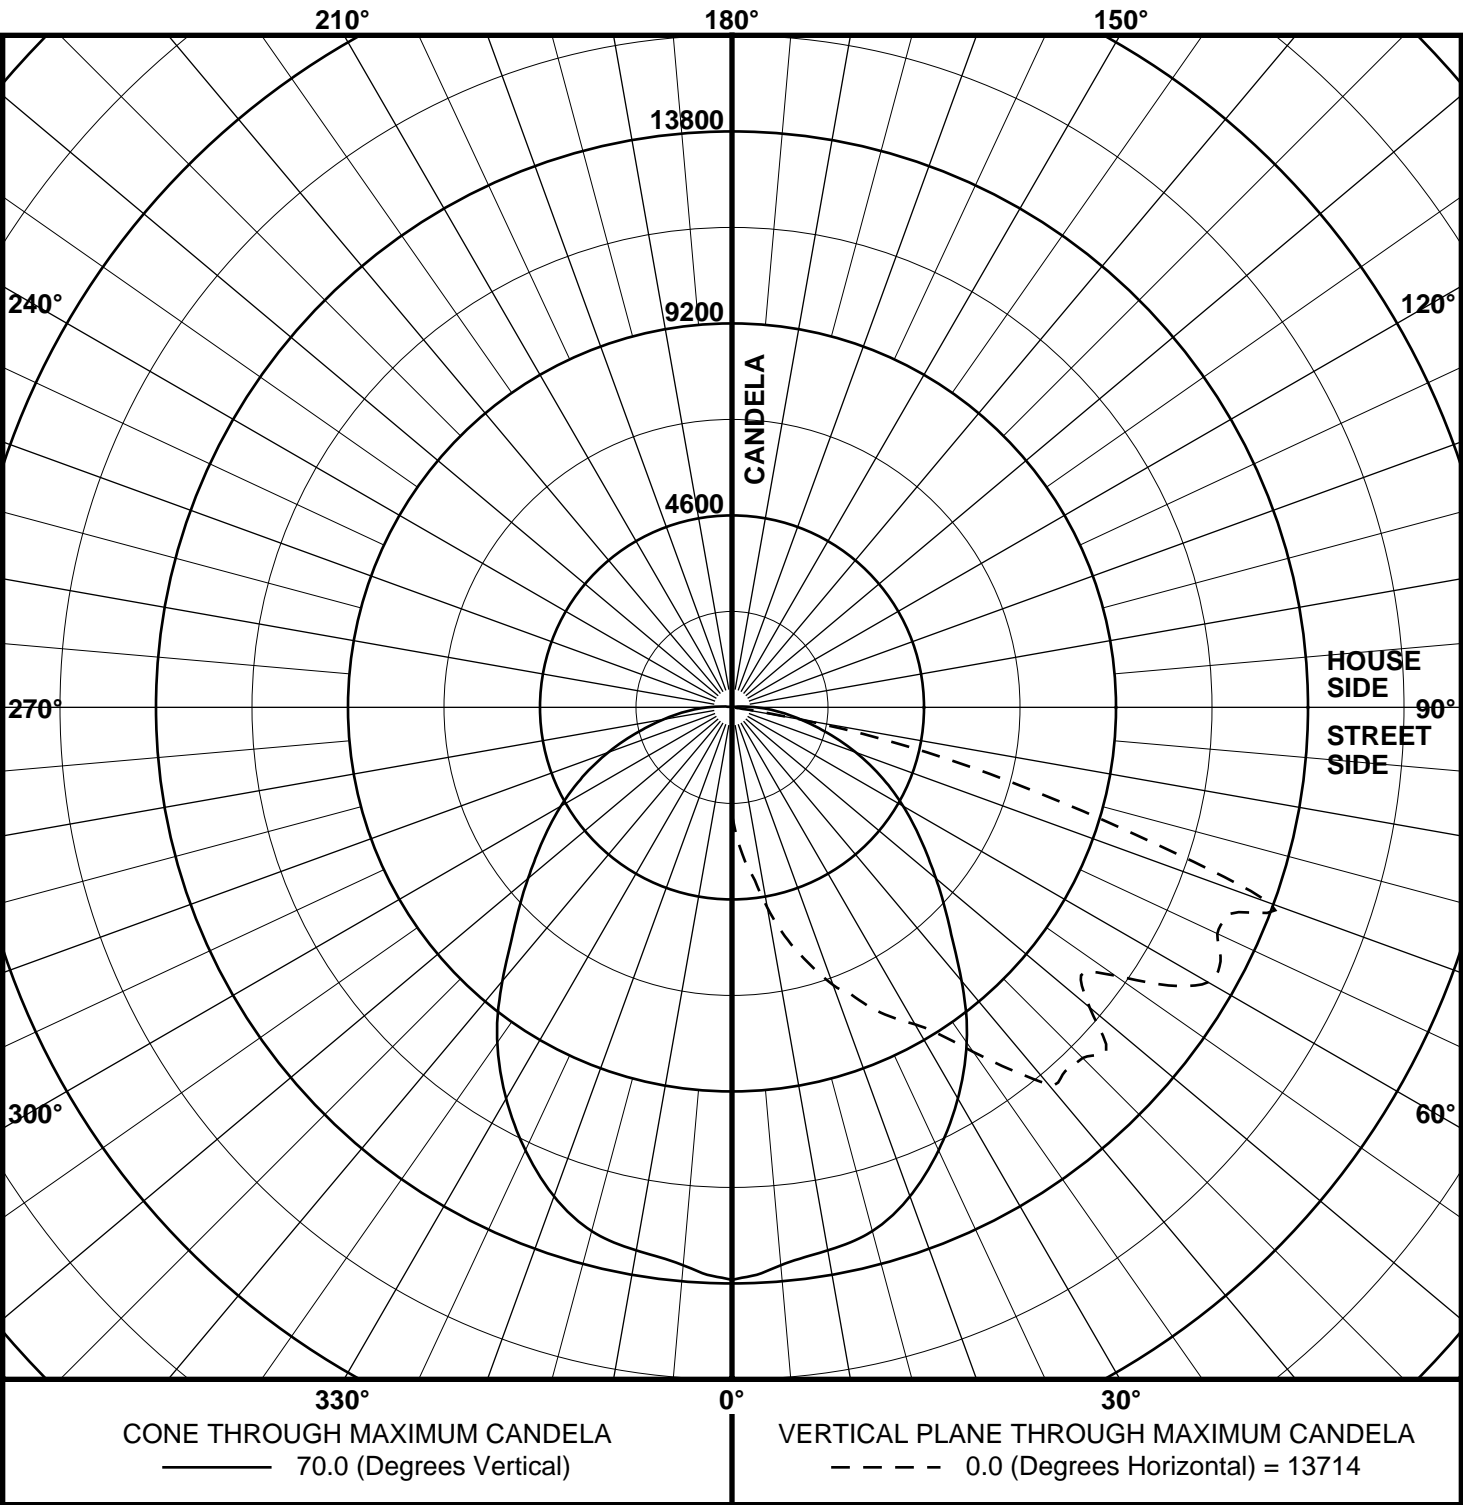 210° 180° 150°
13800
240° 120°
9200
CANDELA
4600
HOUSE
SIDE
270° 90°
STREET
SIDE
300° 60°
330° 0° 30°
CONE THROUGH MAXIMUM CANDELA
70.0 (Degrees Vertical)
VERTICAL PLANE THROUGH MAXIMUM CANDELA
0.0 (Degrees Horizontal) = 13714